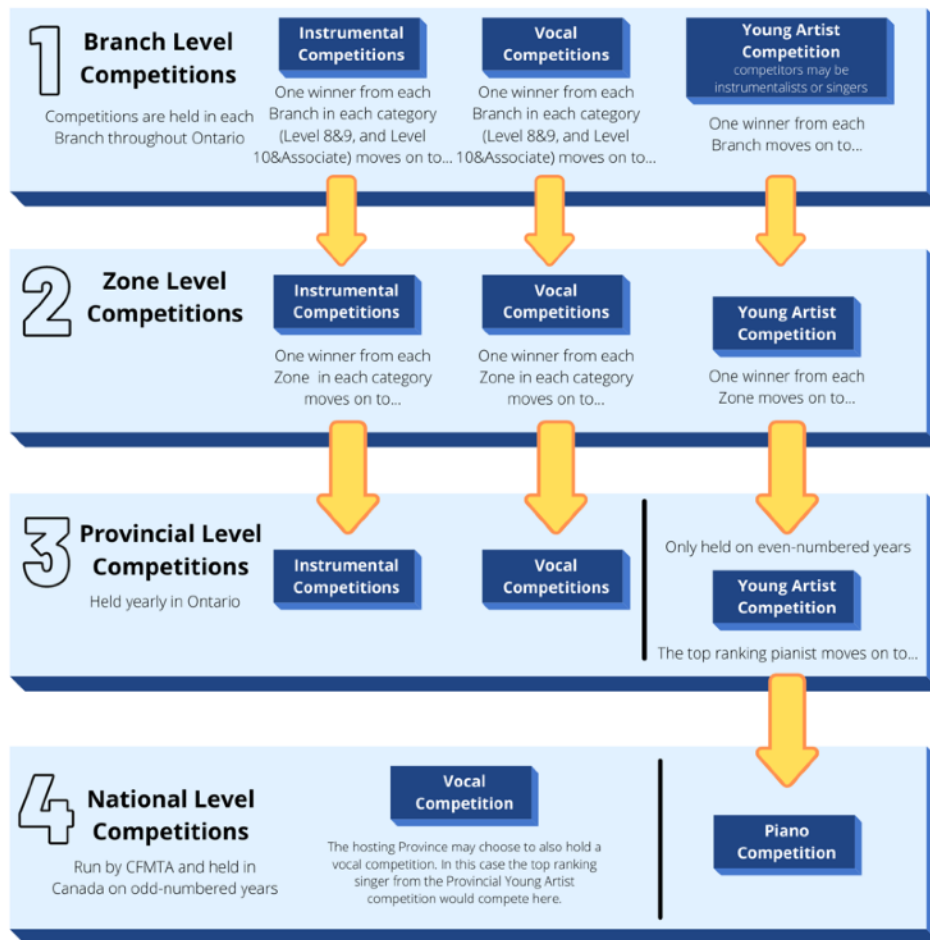 1
Branch Level
Competitions
Competitions are held in each
Branch throughout Ontario
Instrumental
Competitions
One winner from each
Branch in each category
(Level 8&9, and Level
10&Associate) moves on to...
Vocal
Competitions
One winner from each
Branch in each category
(Level 8&9, and Level
10&Associate) moves on to...
Young Artist
Competition
competitors may be
instrumentalists or singers
One winner from each
Branch moves on to...
2
Zone Level
Competitions
Instrumental
Competitions
One winner from each
Zone in each category
moves on to...
Vocal
Competitions
One winner from each
Zone in each category
moves on to...
Young Artist
Competition
One winner from each
Zone moves on to...
3
Provincial Level
Competitions
Held yearly in Ontario
Instrumental
Competitions
Vocal
Competitions
Only held on even-numbered years
Young Artist
Competition
The top ranking pianist moves on to...
4
National Level
Competitions
Run by CFMTA and held in
Canada on odd-numbered years
Vocal
Competition
The hosting Province may choose to also hold a
vocal competition. In this case the top ranking
singer from the Provincial Young Artist
competition would compete here.
Piano
Competition